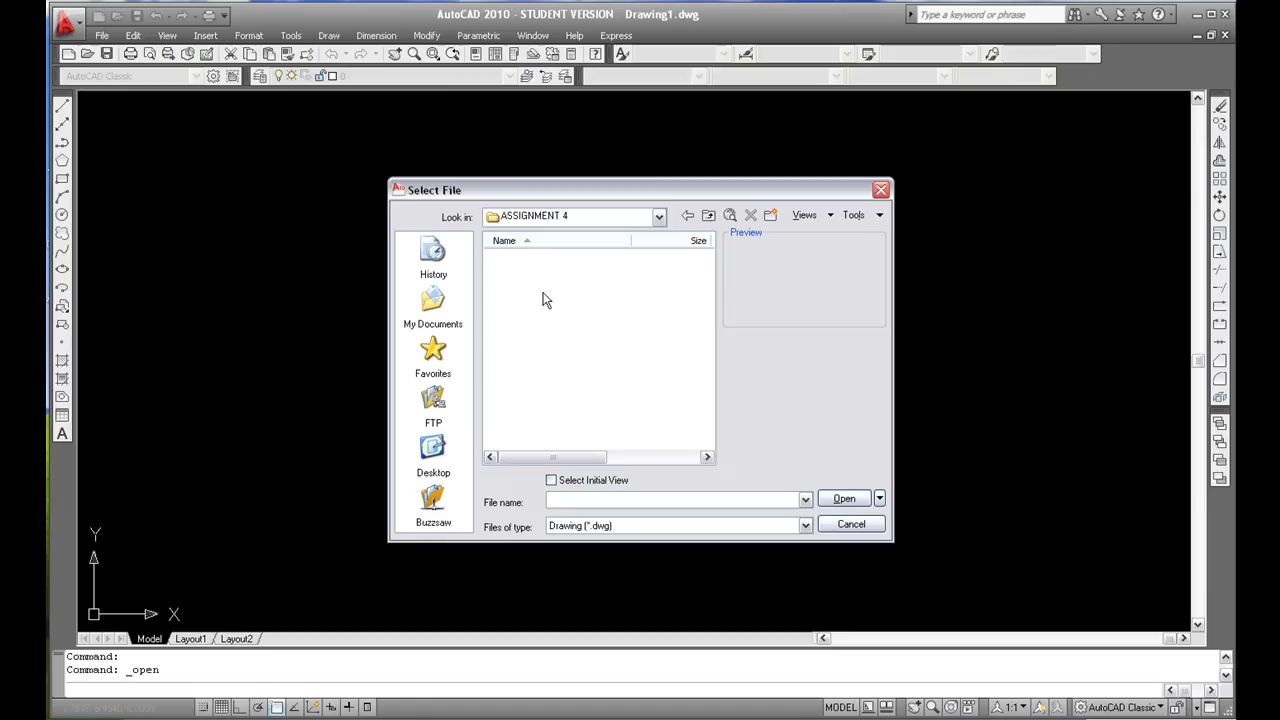 AutoCAD 2010 - STUDENT VERSION Drawing1.dwg
Type a keyword or phrase
File Edit View Insert Format Tools Draw Dimension Modify Parametric Window Help Express
AutoCAD Classic
0
Select File
Look in: ASSIGNMENT 4
Views Tools
Name Size
Preview
History
My Documents
Favorites
FTP
Desktop
Buzzsaw
Select Initial View
File name:
Open
Files of type: Drawing (*.dwg)
Cancel
Y
X
Model Layout1 Layout2
Command:
Command: _open
MODEL
1:1
AutoCAD Classic